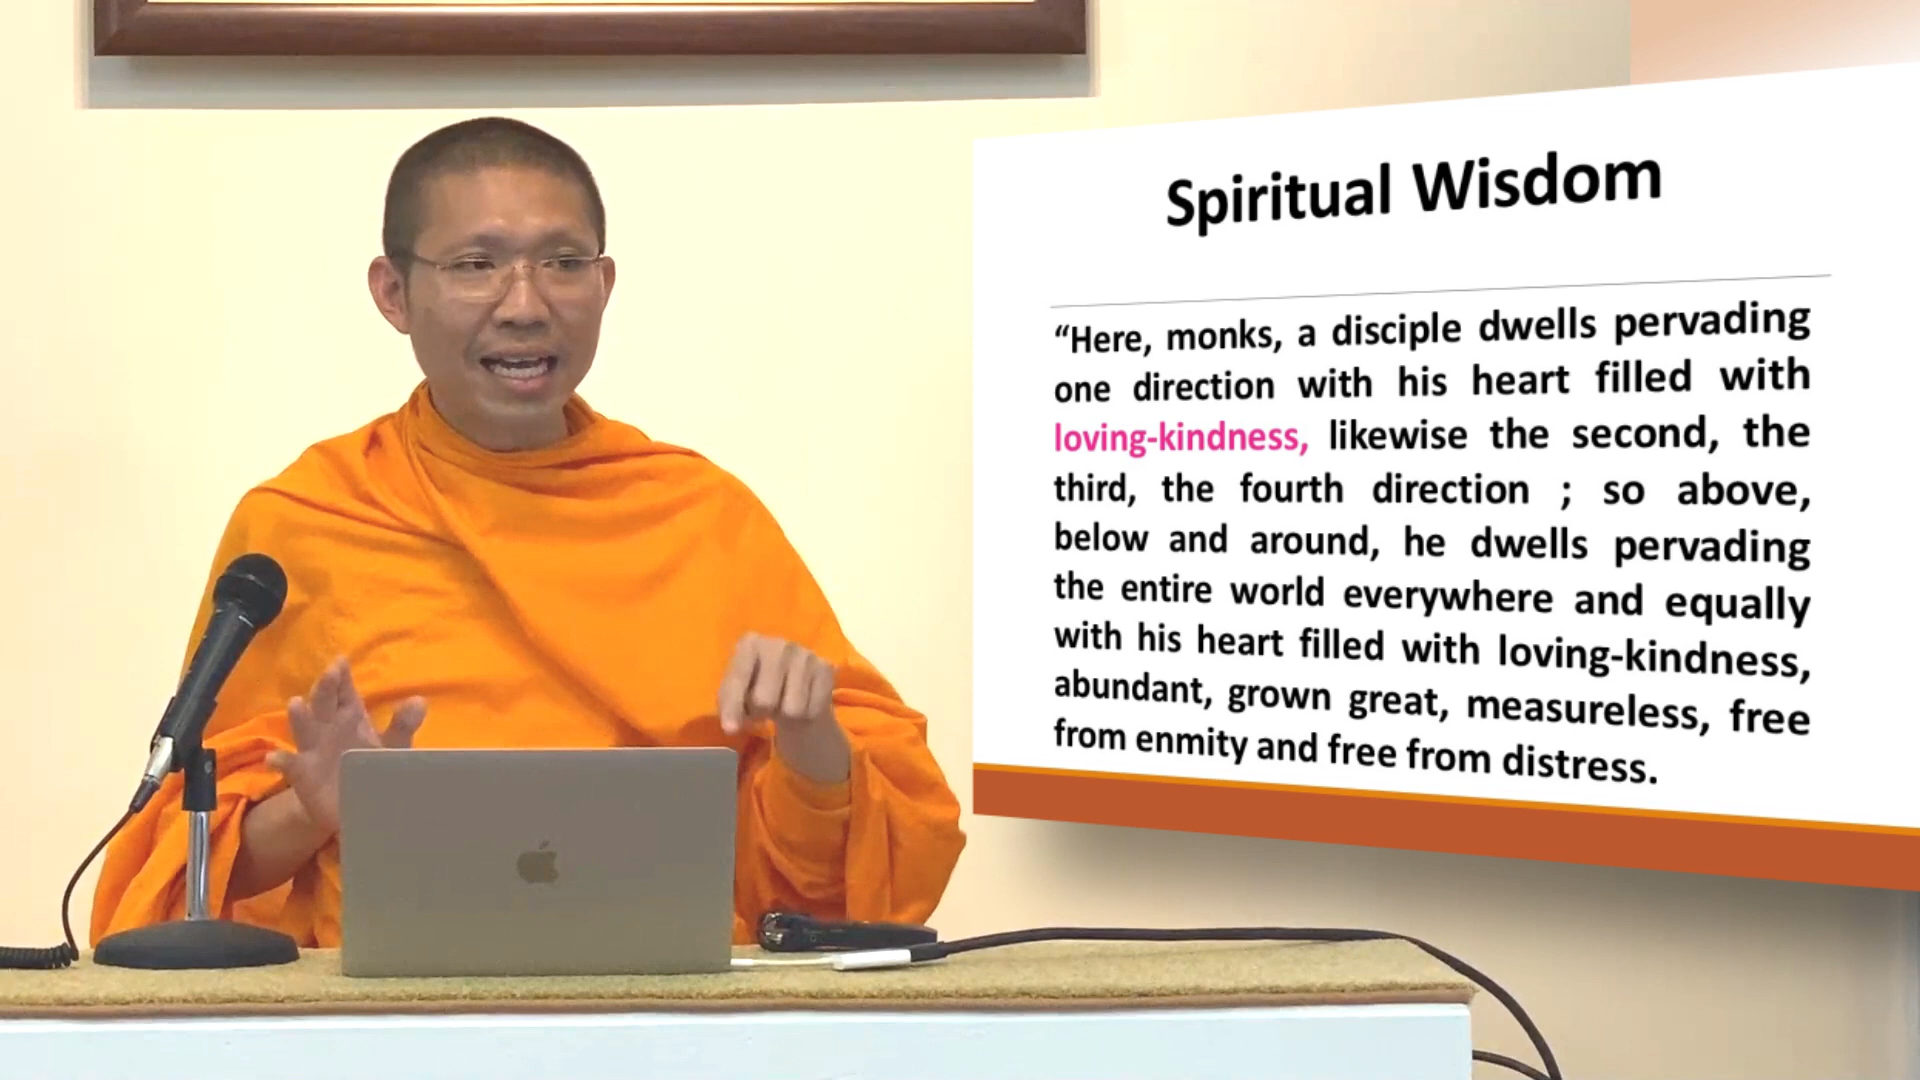 Spiritual Wisdom
“Here, monks, a disciple dwells pervading
one direction with his heart filled with
loving-kindness, likewise the second, the
third, the fourth direction ; so above,
below and around, he dwells pervading
the entire world everywhere and equally
with his heart filled with loving-kindness,
abundant, grown great, measureless, free
from enmity and free from distress.